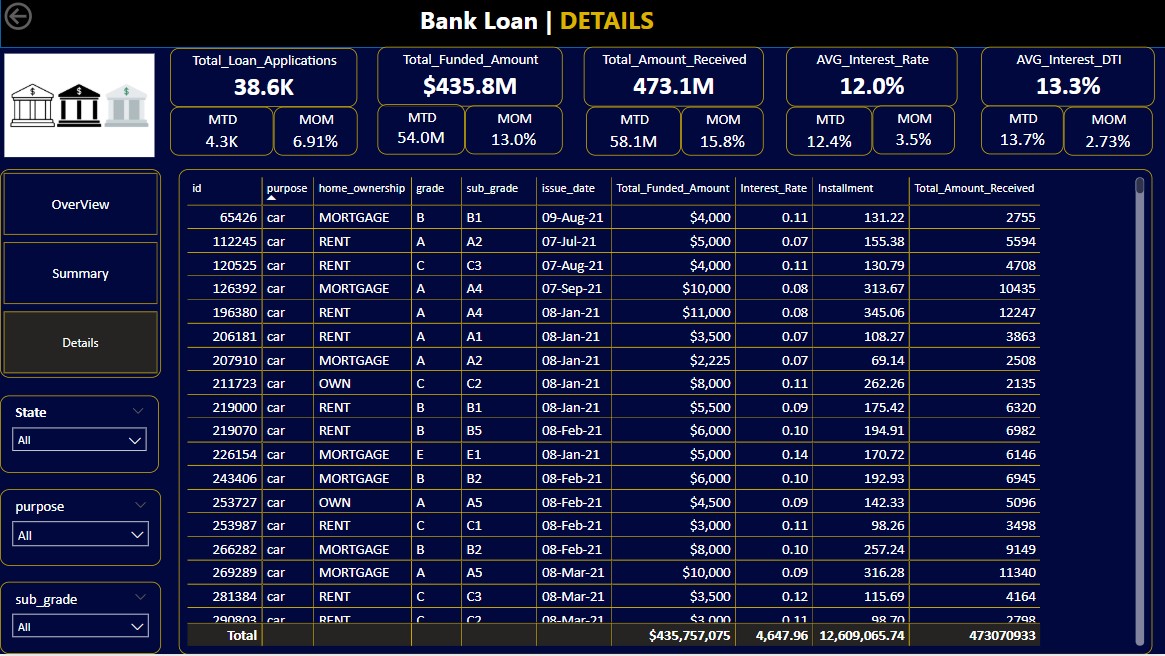 Bank Loan | DETAILS
Total_Loan_Applications
38.6K
MTD
4.3K
MOM
6.91%
Total_Funded_Amount
$435.8M
MTD
54.0M
MOM
13.0%
Total_Amount_Received
473.1M
MTD
58.1M
MOM
15.8%
AVG_Interest_Rate
12.0%
MTD
12.4%
MOM
3.5%
AVG_Interest_DTI
13.3%
MTD
13.7%
MOM
2.73%
$ $ $
OverView
Summary
Details
State
All
purpose
All
sub_grade
All
id purpose home_ownership grade sub_grade issue_date Total_Funded_Amount Interest_Rate Installment Total_Amount_Received
65426 car MORTGAGE B B1 09-Aug-21 $4,000 0.11 131.22 2755
112245 car RENT A A2 07-Jul-21 $5,000 0.07 155.38 5594
120525 car RENT C C3 07-Aug-21 $4,000 0.11 130.79 4708
126392 car MORTGAGE A A4 07-Sep-21 $10,000 0.08 313.67 10435
196380 car RENT A A4 08-Jan-21 $11,000 0.08 345.06 12247
206181 car RENT A A1 08-Jan-21 $3,500 0.07 108.27 3863
207910 car MORTGAGE A A2 08-Jan-21 $2,225 0.07 69.14 2508
211723 car OWN C C2 08-Jan-21 $8,000 0.11 262.26 2135
219000 car RENT B B1 08-Jan-21 $5,500 0.09 175.42 6320
219070 car RENT B B5 08-Feb-21 $6,000 0.10 194.91 6982
226154 car MORTGAGE E E1 08-Jan-21 $5,000 0.14 170.72 6146
243406 car MORTGAGE B B2 08-Feb-21 $6,000 0.10 192.93 6945
253727 car OWN A A5 08-Feb-21 $4,500 0.09 142.33 5096
253987 car RENT C C1 08-Feb-21 $3,000 0.11 98.26 3498
266282 car MORTGAGE B B2 08-Feb-21 $8,000 0.10 257.24 9149
269289 car MORTGAGE A A5 08-Mar-21 $10,000 0.09 316.28 11340
281384 car RENT C C3 08-Mar-21 $3,500 0.12 115.69 4164
290803 car RENT C C2 08-Mar-21 $3,000 0.11 98.70 2798
Total $435,757,075 4,647.96 12,609,065.74 473070933